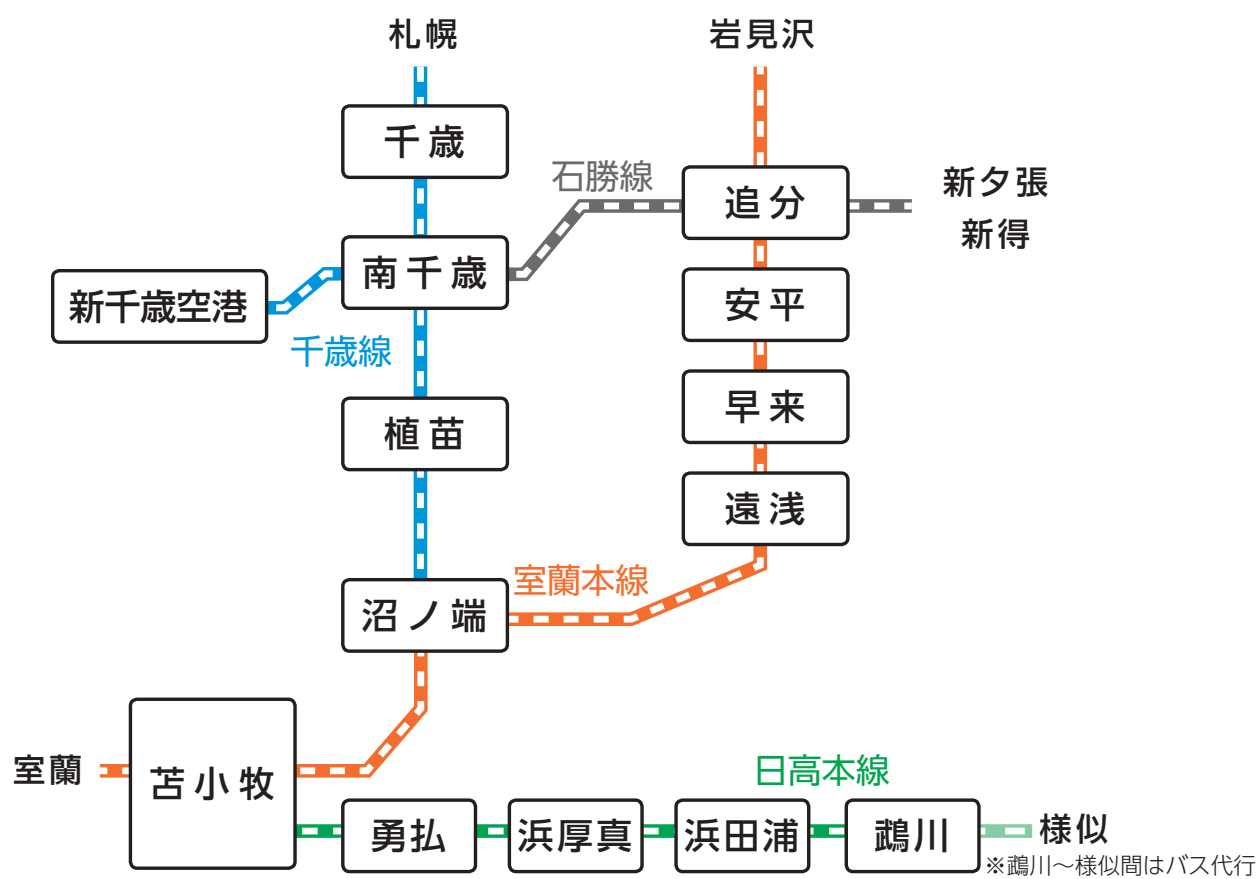 札幌
岩見沢
千歳
石勝線
追分
新夕張
新得
南千歳
新千歳空港
安平
千歳線
早来
植苗
遠浅
室蘭本線
沼ノ端
室蘭
苫小牧
日高本線
勇払
浜厚真
浜田浦
鵡川
様似
※鵡川～様似間はバス代行